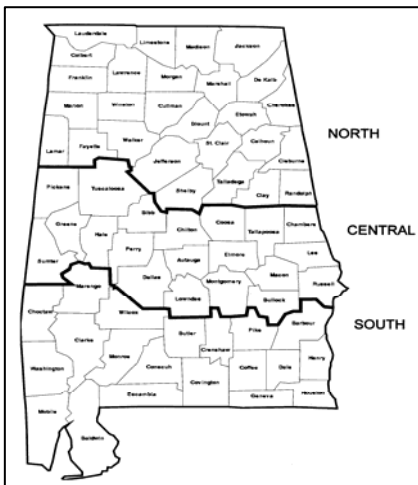 Lauderdale
Limestone
Madison
Jackson
Colbert
Franklin
Lawrence
Morgan
Marshall
De Kalb
Marion
Winston
Cullman
Etowah
Cherokee
Blount
NORTH
Lamar
Fayette
Walker
St. Clair
Calhoun
Jefferson
Cleburne
Talladega
Shelby
Clay
Randolph
Pickens
Tuscaloosa
Bibb
Chilton
Coosa
Tallapoosa
Chambers
CENTRAL
Greene
Hale
Perry
Autauga
Elmore
Lee
Sumter
Dallas
Montgomery
Macon
Russell
Marengo
Lowndes
Bullock
SOUTH
Choctaw
Wilcox
Butler
Pike
Barbour
Clarke
Crenshaw
Monroe
Conecuh
Coffee
Dale
Henry
Washington
Covington
Escambia
Geneva
Houston
Mobile
Baldwin